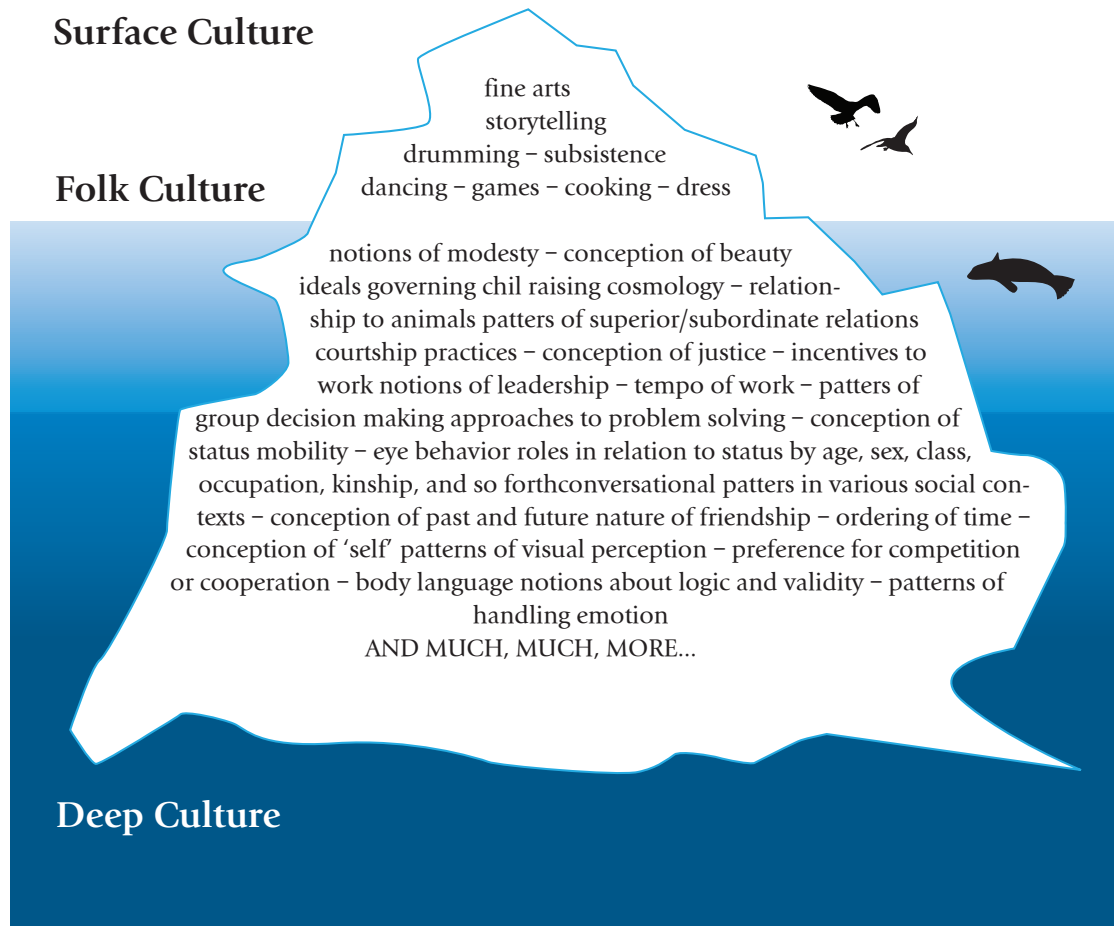 Surface Culture
fine arts
storytelling
drumming – subsistence
Folk Culture
dancing – games – cooking – dress
notions of modesty – conception of beauty
ideals governing chil raising cosmology – relation-
ship to animals patters of superior/subordinate relations
courtship practices – conception of justice – incentives to
work notions of leadership – tempo of work – patters of
group decision making approaches to problem solving – conception of
status mobility – eye behavior roles in relation to status by age, sex, class,
occupation, kinship, and so forthconversational patters in various social con-
texts – conception of past and future nature of friendship – ordering of time –
conception of ‘self’ patterns of visual perception – preference for competition
or cooperation – body language notions about logic and validity – patterns of
handling emotion
AND MUCH, MUCH, MORE...
Deep Culture